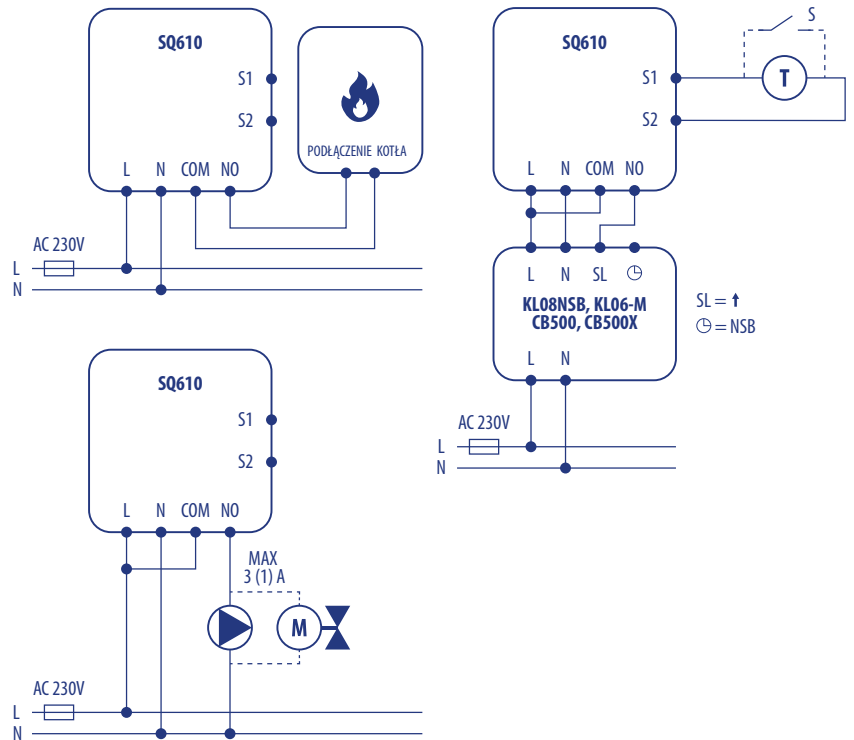 SQ610
S1
S2
L N COM NO
PODŁĄCZENIE KOTŁA
AC 230V
L
N
SQ610
S1
S2
L N COM NO
S
T
L N SL
KL08NSB, KL06-M
CB500, CB500X
L N
SL =
= NSB
AC 230V
L
N
SQ610
S1
S2
L N COM NO
MAX
3 (1) A
M
AC 230V
L
N